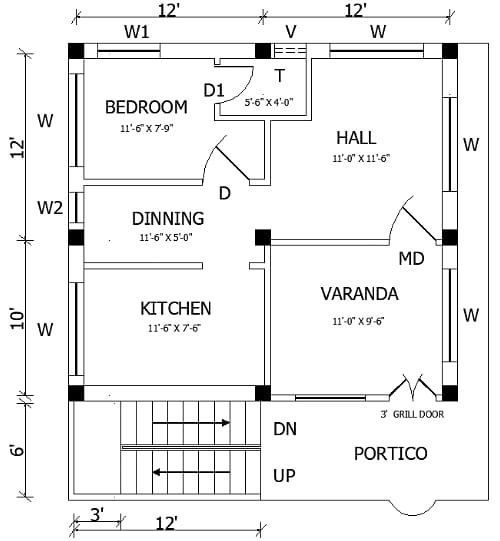 6'
10'
12'
W
W2
W
3'
12'
KITCHEN
11'-6" X 7'-6"
DINNING
11'-6" X 5'-0"
BEDROOM
11'-6" X 7'-9"
W1
12'
D
D1
5'-6" X 4'-0"
T
V
UP
DN
PORTICO
3' GRILL DOOR
VARANDA
11'-0" X 9'-6"
MD
HALL
11'-0" X 11'-6"
W
12'
W
W